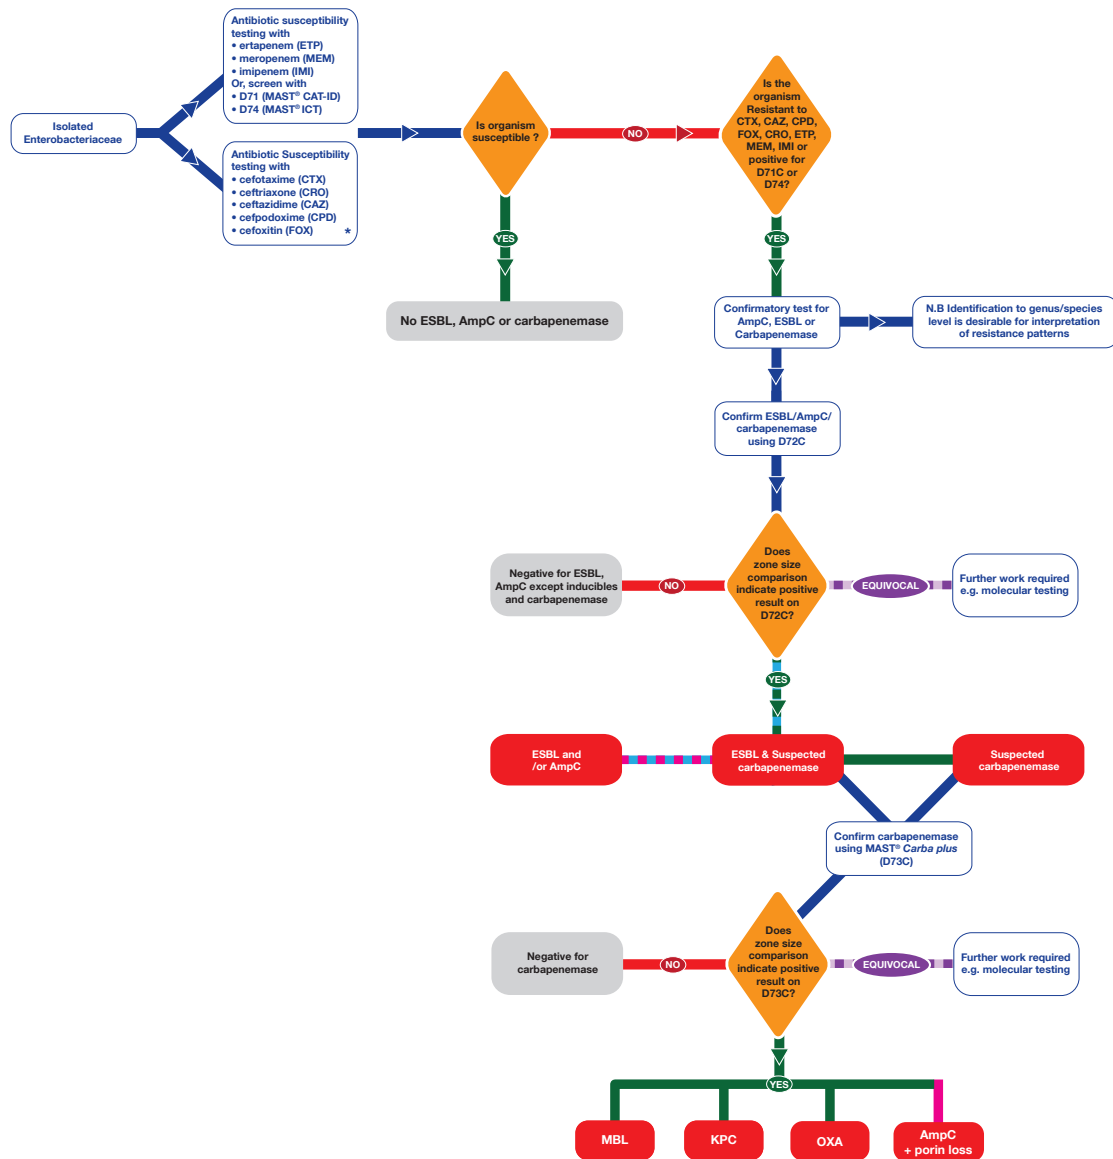 Isolated
Enterobacteriaceae
Antibiotic susceptibility
testing with
• ertapenem (ETP)
• meropenem (MEM)
• imipenem (IMI)
Or, screen with
• D71 (MAST® CAT-ID)
• D74 (MAST® ICT)
Antibiotic Susceptibility
testing with
• cefotaxime (CTX)
• ceftriaxone (CRO)
• ceftazidime (CAZ)
• cefpodoxime (CPD)
• cefoxitin (FOX) *
Is organism
susceptible ?
NO
Is the
organism
Resistant to
CTX, CAZ, CPD,
FOX, CRO, ETP,
MEM, IMI or
positive for
D71C or
D74?
YES
YES
No ESBL, AmpC or carbapenemase
Confirmatory test for
AmpC, ESBL or
Carbapenemase
N.B Identification to genus/species
level is desirable for interpretation
of resistance patterns
Confirm ESBL/AmpC/
carbapenemase
using D72C
Negative for ESBL,
AmpC except inducibles
and carbapenemase
NO
Does
zone size
comparison
indicate positive
result on
D72C?
EQUIVOCAL
Further work required
e.g. molecular testing
YES
ESBL and
/or AmpC
ESBL & Suspected
carbapenemase
Suspected
carbapenemase
Confirm carbapenemase
using MAST® Carba plus
(D73C)
Negative for
carbapenemase
NO
Does
zone size
comparison
indicate positive
result on
D73C?
EQUIVOCAL
Further work required
e.g. molecular testing
YES
MBL
KPC
OXA
AmpC
+ porin loss